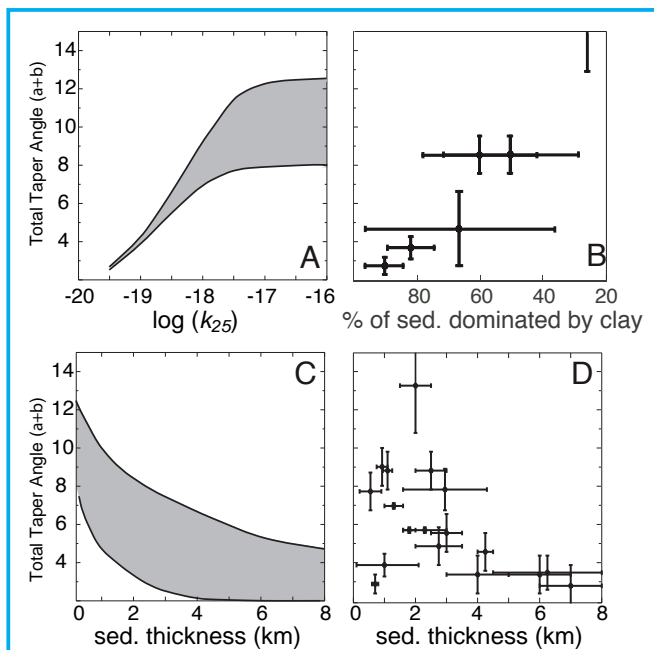 Total Taper Angle (a+b)
12
10
8
6
4
A
B
-20 -19 -18 -17 -16
80 60 40 20
log (k25)
% of sed. dominated by clay
Total Taper Angle (a+b)
14
12
10
8
6
4
C
D
0 2 4 6 8
0 2 4 6 8
sed. thickness (km)
sed. thickness (km)